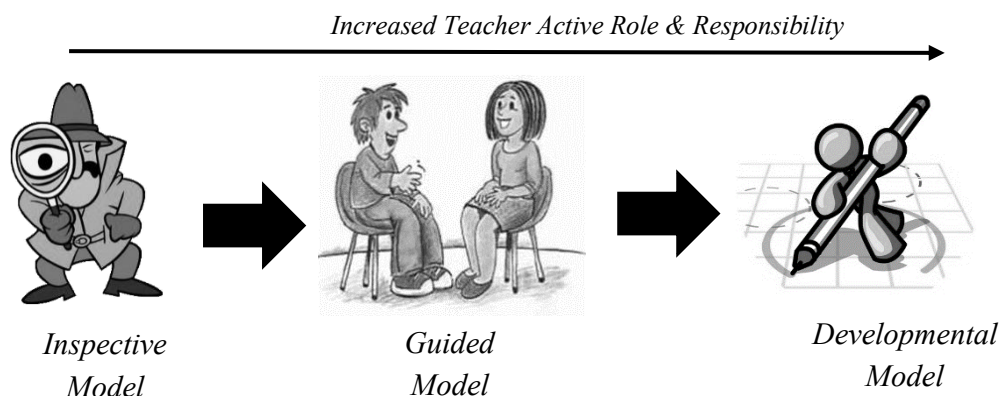 Increased Teacher Active Role & Responsibility
Inspective
Model
Guided
Model
Developmental
Model